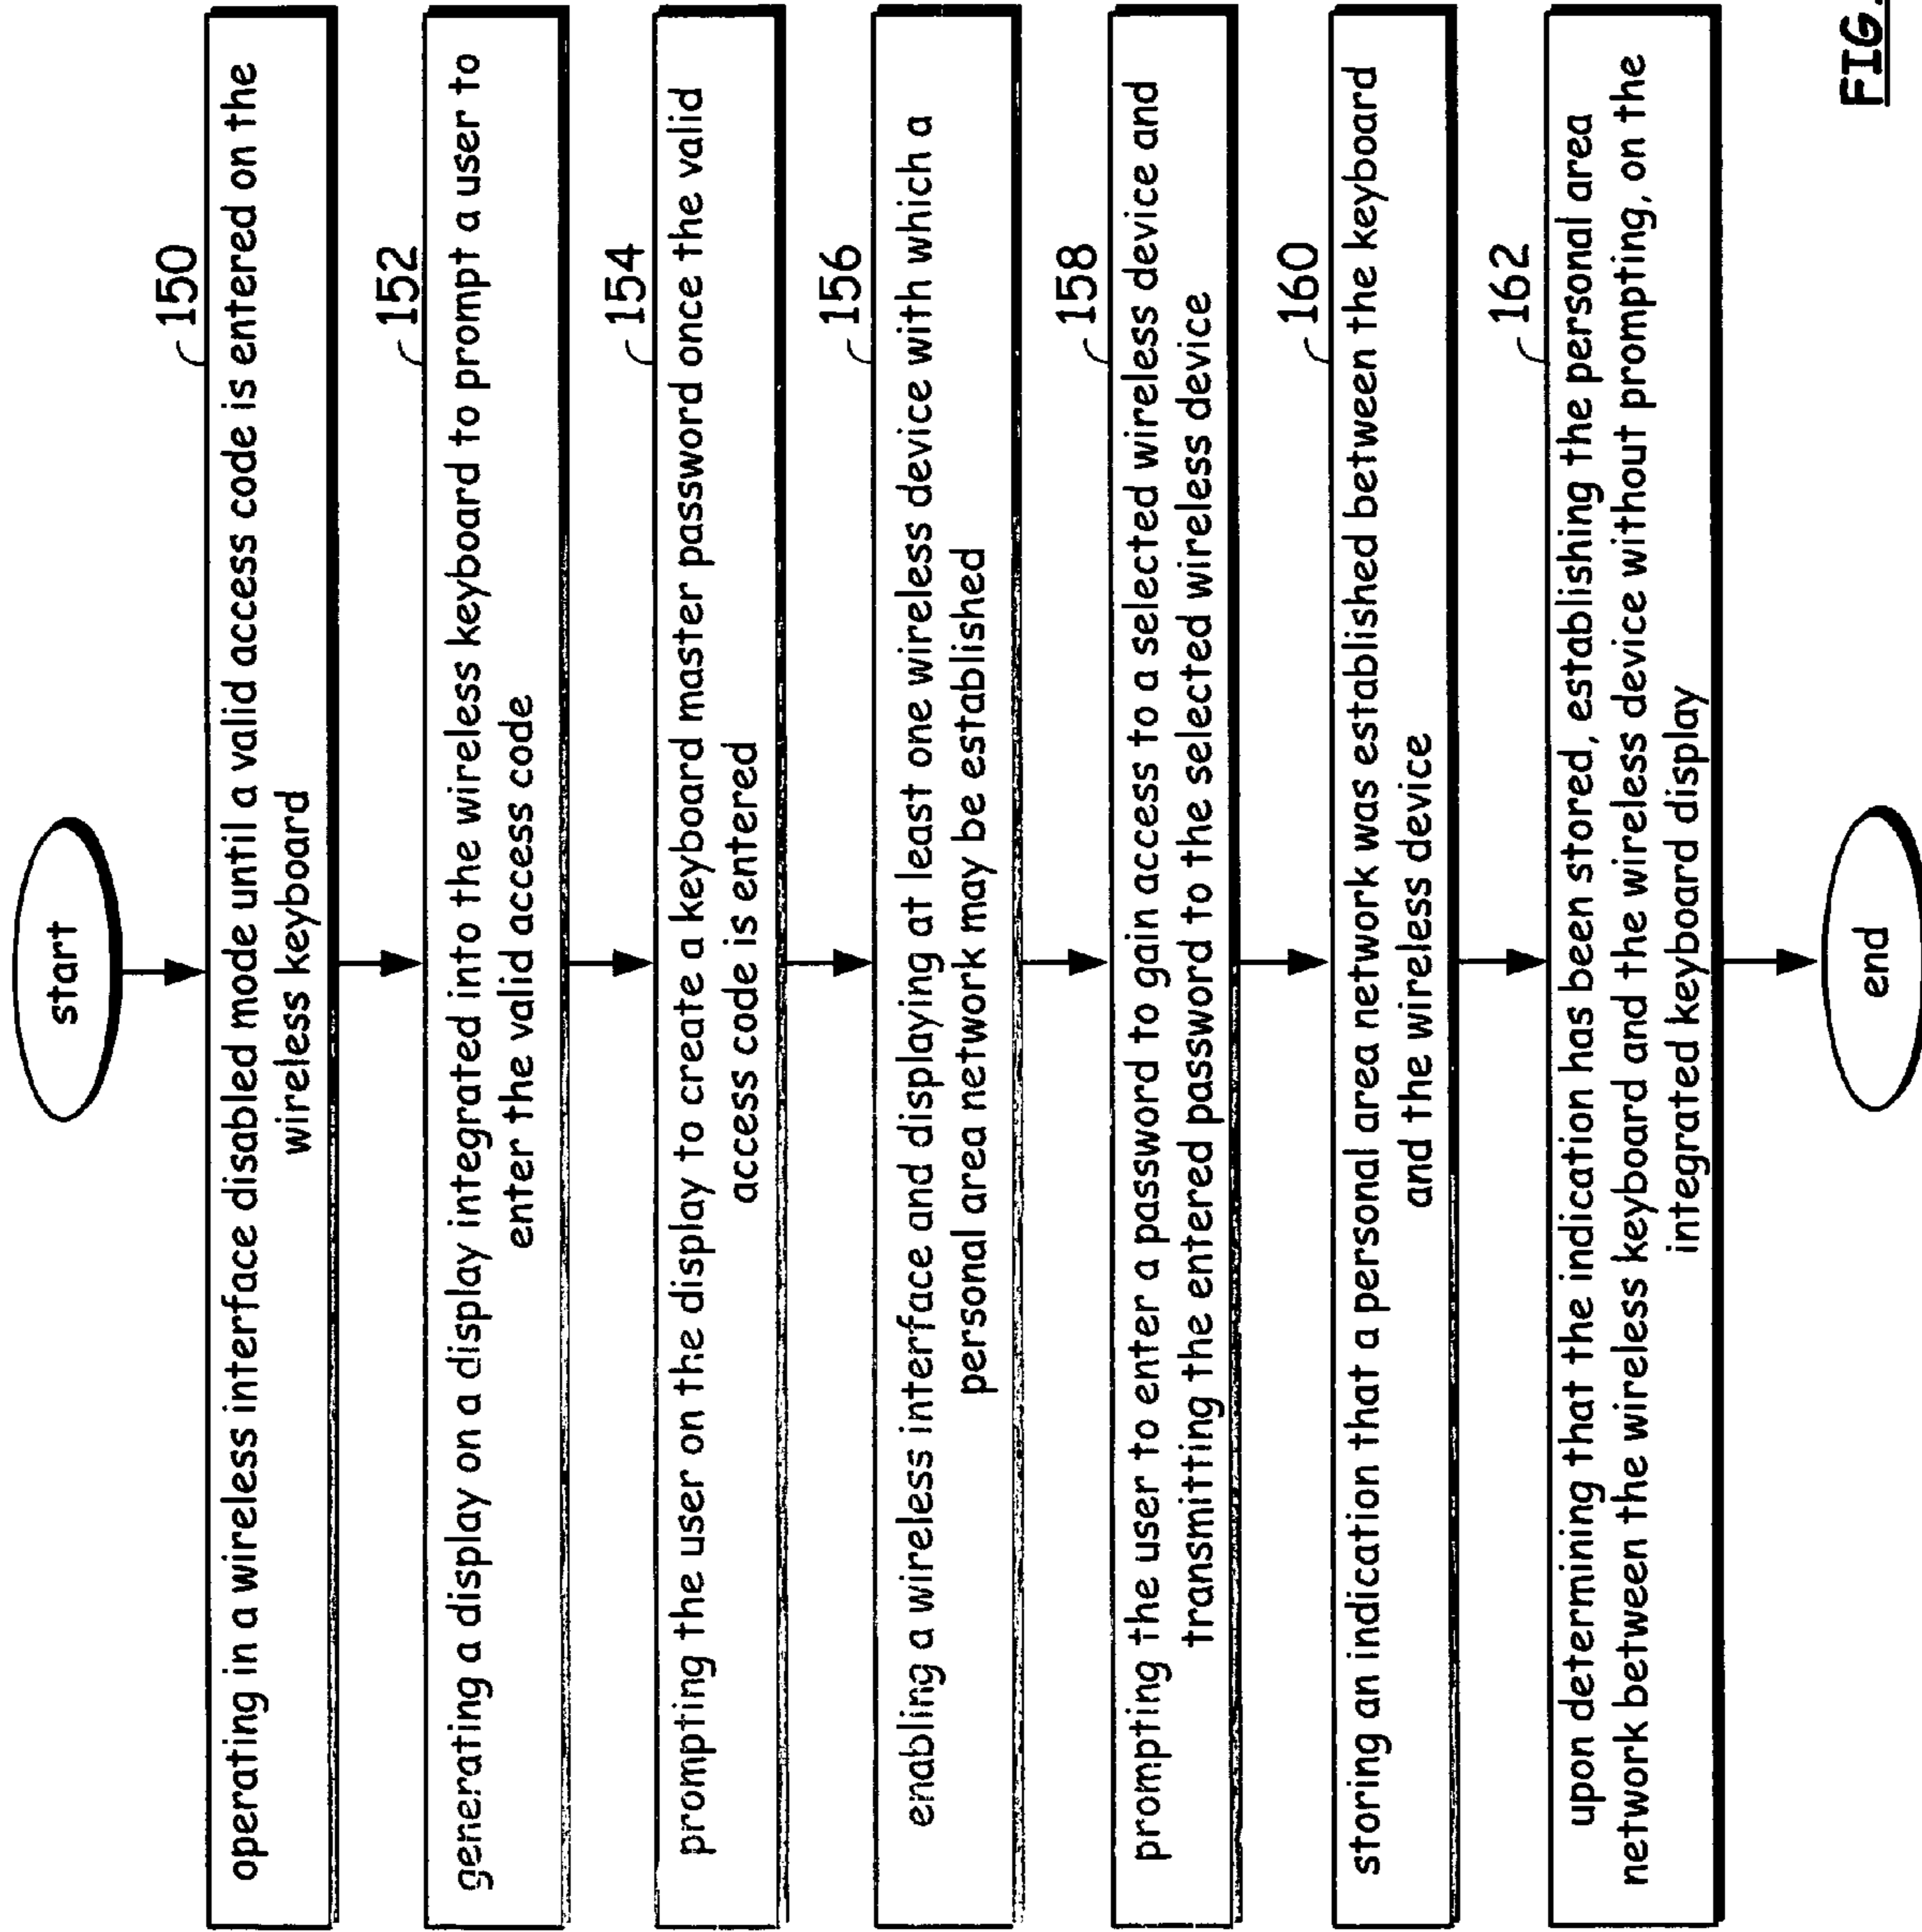 start
150
operating in a wireless interface disabled mode until a valid access code is entered on the
wireless keyboard
152
generating a display on a display integrated into the wireless keyboard to prompt a user to
enter the valid access code
154
prompting the user on the display to create a keyboard master password once the valid
access code is entered
156
enabling a wireless interface and displaying at least one wireless device with which a
personal area network may be established
158
prompting the user to enter a password to gain access to a selected wireless device and
transmitting the entered password to the selected wireless device
160
storing an indication that a personal area network was established between the keyboard
and the wireless device
162
upon determining that the indication has been stored, establishing the personal area
network between the wireless keyboard and the wireless device without prompting, on the
integrated keyboard display
end
FIG.